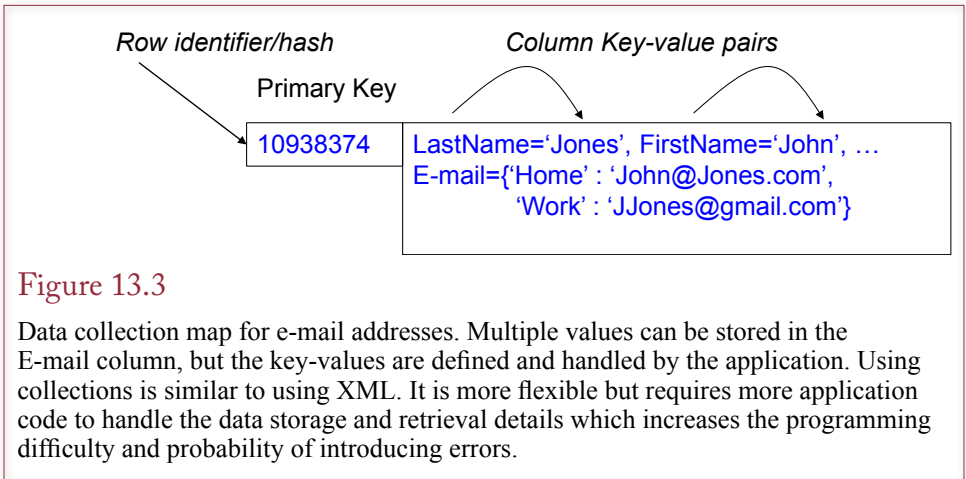 Row identifier/hash
Column Key-value pairs
Primary Key
10938374
LastName=‘Jones’, FirstName=‘John’, …
E-mail={‘Home’ : ‘John@Jones.com’,
‘Work’ : ‘JJones@gmail.com’}
Figure 13.3
Data collection map for e-mail addresses. Multiple values can be stored in the
E-mail column, but the key-values are defined and handled by the application. Using
collections is similar to using XML. It is more flexible but requires more application
code to handle the data storage and retrieval details which increases the programming
difficulty and probability of introducing errors.